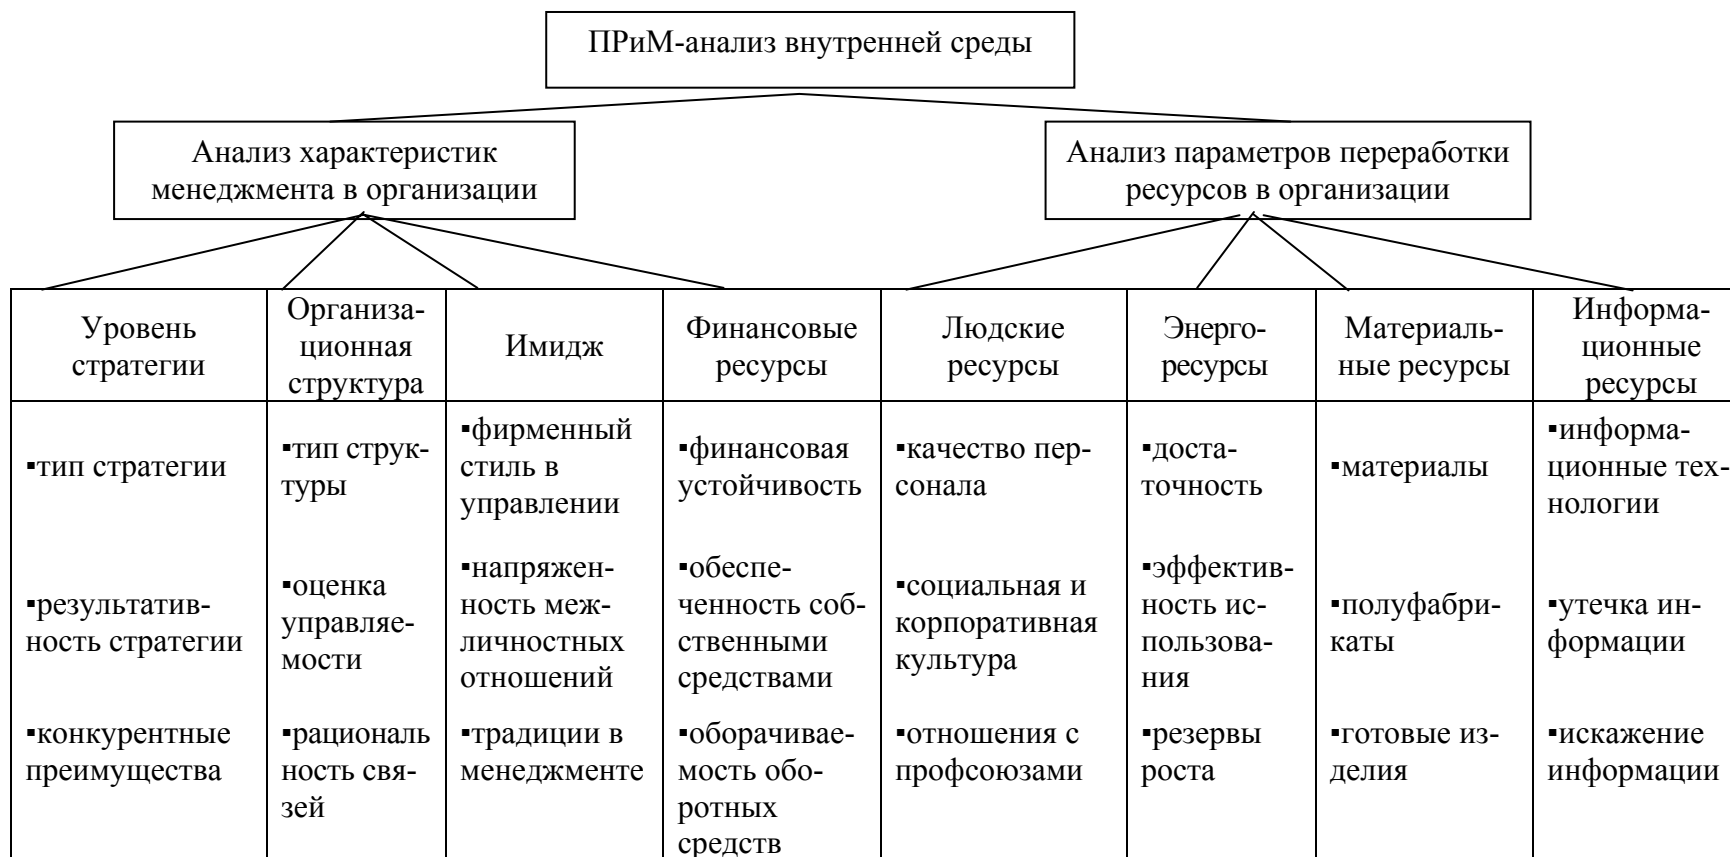 ПРиМ-анализ внутренней среды
Анализ характеристик
менеджмента в организации
Анализ параметров переработки
ресурсов в организации
Уровень
стратегии
Организа-
ционная
структура
Имидж
Финансовые
ресурсы
Людские
ресурсы
Энерго-
ресурсы
Материаль-
ные ресурсы
Информа-
ционные
ресурсы
▪тип стратегии
▪тип струк-
туры
▪фирменный
стиль в
управлении
▪финансовая
устойчивость
▪качество пер-
сонала
▪доста-
точность
▪материалы
▪информа-
ционные тех-
нологии
▪результатив-
ность стратегии
▪оценка
управляе-
мости
▪напряжен-
ность меж-
личностных
отношений
▪обеспе-
ченность соб-
ственными
средствами
▪социальная и
корпоративная
культура
▪эффектив-
ность ис-
пользова-
ния
▪полуфабри-
каты
▪утечка ин-
формации
▪конкурентные
преимущества
▪рациональ
ность свя-
зей
▪традиции в
менеджменте
▪оборачивае-
мость обо-
ротных
средств
▪отношения с
профсоюзами
▪резервы
роста
▪готовые из-
делия
▪искажение
информации